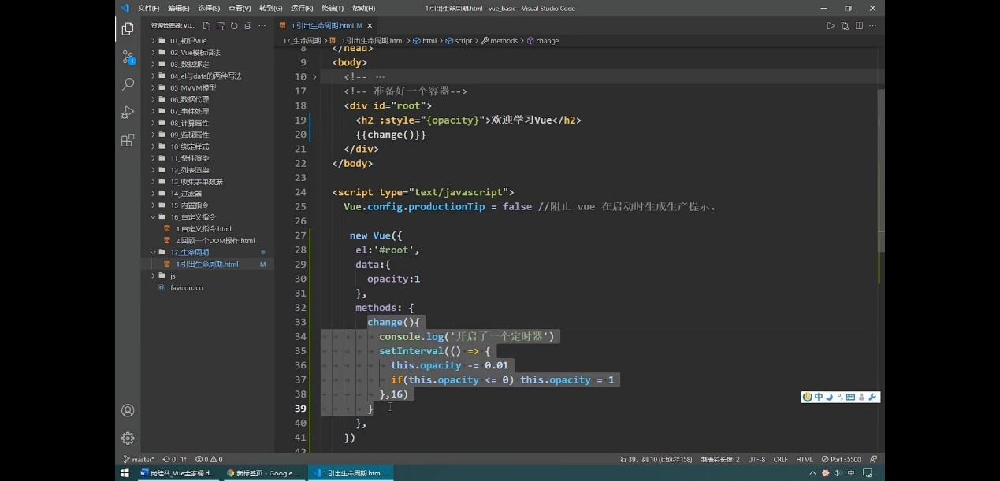 文件(F) 编辑(E) 选择(S) 查看(V) 转到(G) 运行(R) 终端(T) 帮助(H) 1.引出生命周期.html - vue_basic - Visual Studio Code
资源管理器: VU...
1.引出生命周期.html M
17_生命周期 > 1.引出生命周期.html > html > script > methods > change
01_初识Vue
02_Vue模板语法
03_数据绑定
04_el与data的两种写法
05_MVVM模型
06_数据代理
07_事件处理
08_计算属性
09_监视属性
10_绑定样式
11_条件渲染
12_列表渲染
13_收集表单数据
14_过滤器
15_内置指令
16_自定义指令
1.自定义指令.html
2.回顾一个DOM操作.html
17_生命周期
1.引出生命周期.html M
js
favicon.ico
8 </head>
9 <body>
10 <!-- ...
17 <!-- 准备好一个容器-->
18 <div id="root">
19 <h2 :style="{opacity}">欢迎学习Vue</h2>
20 {{change()}}
21 </div>
22 </body>
23
24 <script type="text/javascript">
25 Vue.config.productionTip = false //阻止 vue 在启动时生成生产提示。
26
27 new Vue({
28 el:'#root',
29 data:{
30 opacity:1
31 },
32 methods: {
33 change(){
34 console.log('开启了一个定时器')
35 setInterval(() => {
36 this.opacity -= 0.01
37 if(this.opacity <= 0) this.opacity = 1
38 },16)
39 }
40 },
41 })
42
中
master* 0↓ 1↑ 0 0 行 39，列 10 (已选择158) 制表符长度: 2 UTF-8 CRLF HTML Port : 5500
尚硅谷_Vue全家桶.d... 新标签页 - Google ... 1.引出生命周期.html ... 中